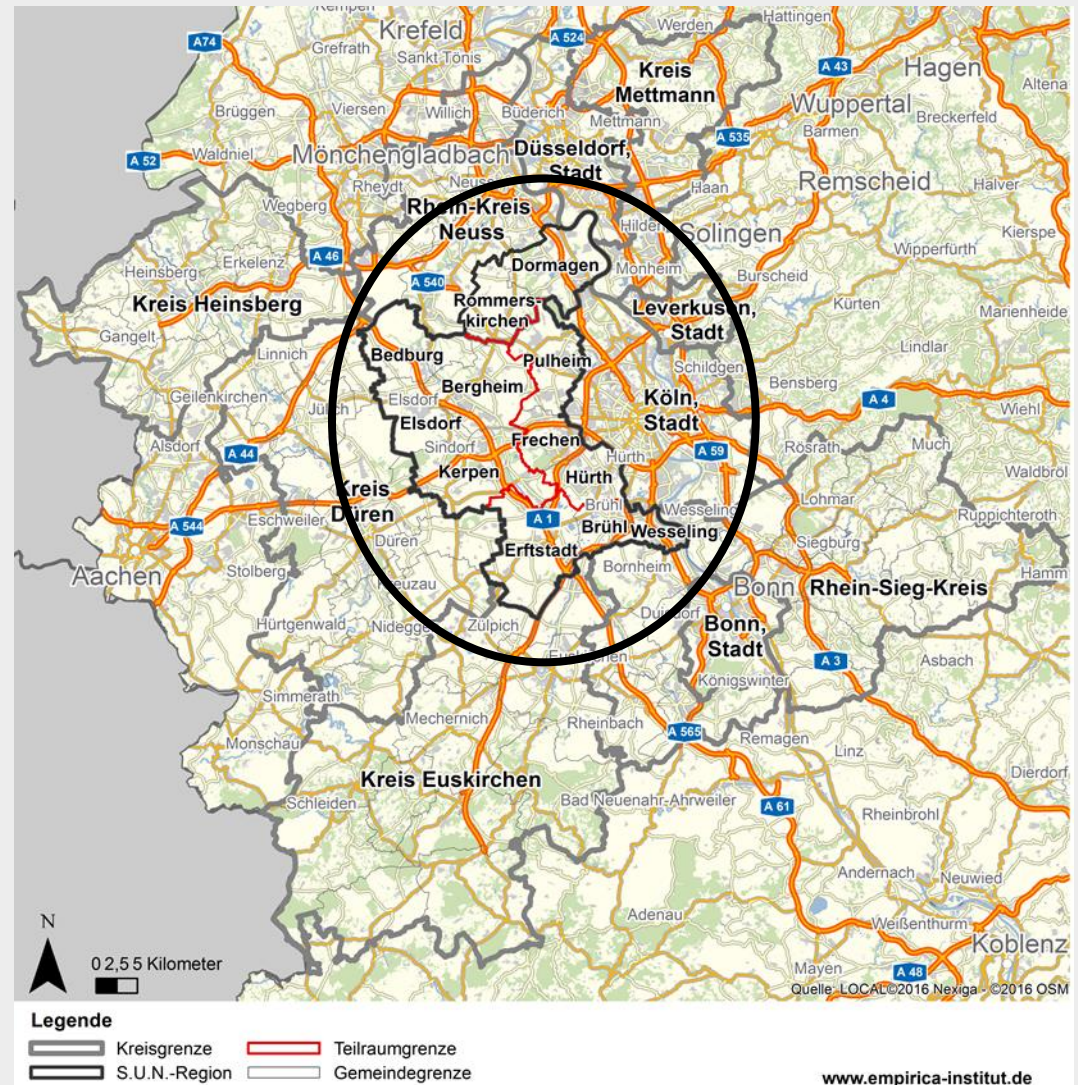 Kempen
Krefeld
A 524
Werden
Hattingen
A74
Grefrath
Sankt Tönis
A 43
Hagen
Kreis
Mettmann
Altena
Brüggen
Viersen
Willich
Büderich
Mettmann
Wuppertal
Barmen
Breckerfeld
A 52
Waldniel
Mönchengladbach
Düsseldorf,
Stadt
A 535
Rheydt
Neuss
Haan
Remscheid
Halver
Wegberg
Rhein-Kreis
Neuss
Hilden
Solingen
Kierspe
A 46
Erkelenz
Heinsberg
Dormagen
Monheim
Wipperfürth
A 540
Burscheid
Kreis Heinsberg
Rommers-
kirchen
Leverkusen,
Stadt
Kürten
Marienheide
Gangelt
Linnich
Bedburg
Pulheim
Schildgen
Lindlar
Geilenkirchen
Jülich
Bergheim
Bensberg
A 4
Elsdorf
Elsdorf
Köln,
Stadt
Wiehl
Alsdorf
A 44
Sindorf
Frechen
Hürth
A 59
Rösrath
Much
Waldbröl
Kerpen
Hürth
Kreis
Düren
Brühl
Wesseling
Lohmar
Ruppichteroth
A 544
Eschweiler
A 1
Brühl
Wesseling
Siegburg
Aachen
Stolberg
Düren
Erftstadt
Bornheim
Hamm
Kreuzau
Bonn
Rhein-Sieg-Kreis
Hürtgenwald
Nideggen
Zülpich
Duisdorf
Bonn,
Stadt
Euskirchen
A 3
Asbach
Simmerath
Königswinter
Mechernich
Rheinbach
A 565
Remagen
Monschau
Linz
Dierdorf
Kreis Euskirchen
Schleiden
Bad Neuenahr-Ahrweiler
A 61
Rheinbrohl
Andernach
Neuwied
Adenau
Weißenthurm
N
Koblenz
0 2,5 5 Kilometer
Mayen
A 48
Quelle: LOCAL©2016 Nexiga - ©2016 OSM
Legende
Kreisgrenze
Teilraumgrenze
S.U.N.-Region
Gemeindegrenze
www.empirica-institut.de